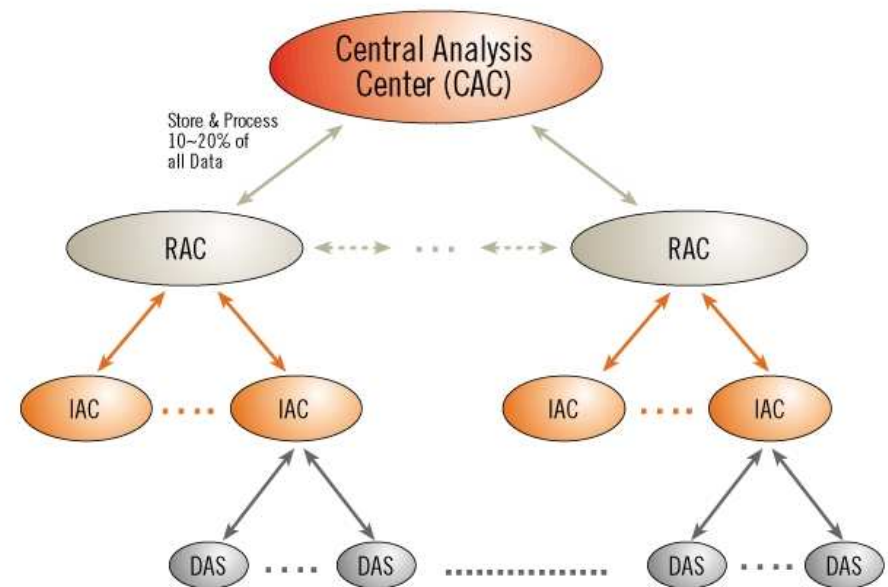 Central Analysis
Center (CAC)
Store & Process
10~20% of
all Data
RAC
RAC
IAC
IAC
IAC
IAC
DAS
DAS
DAS
DAS